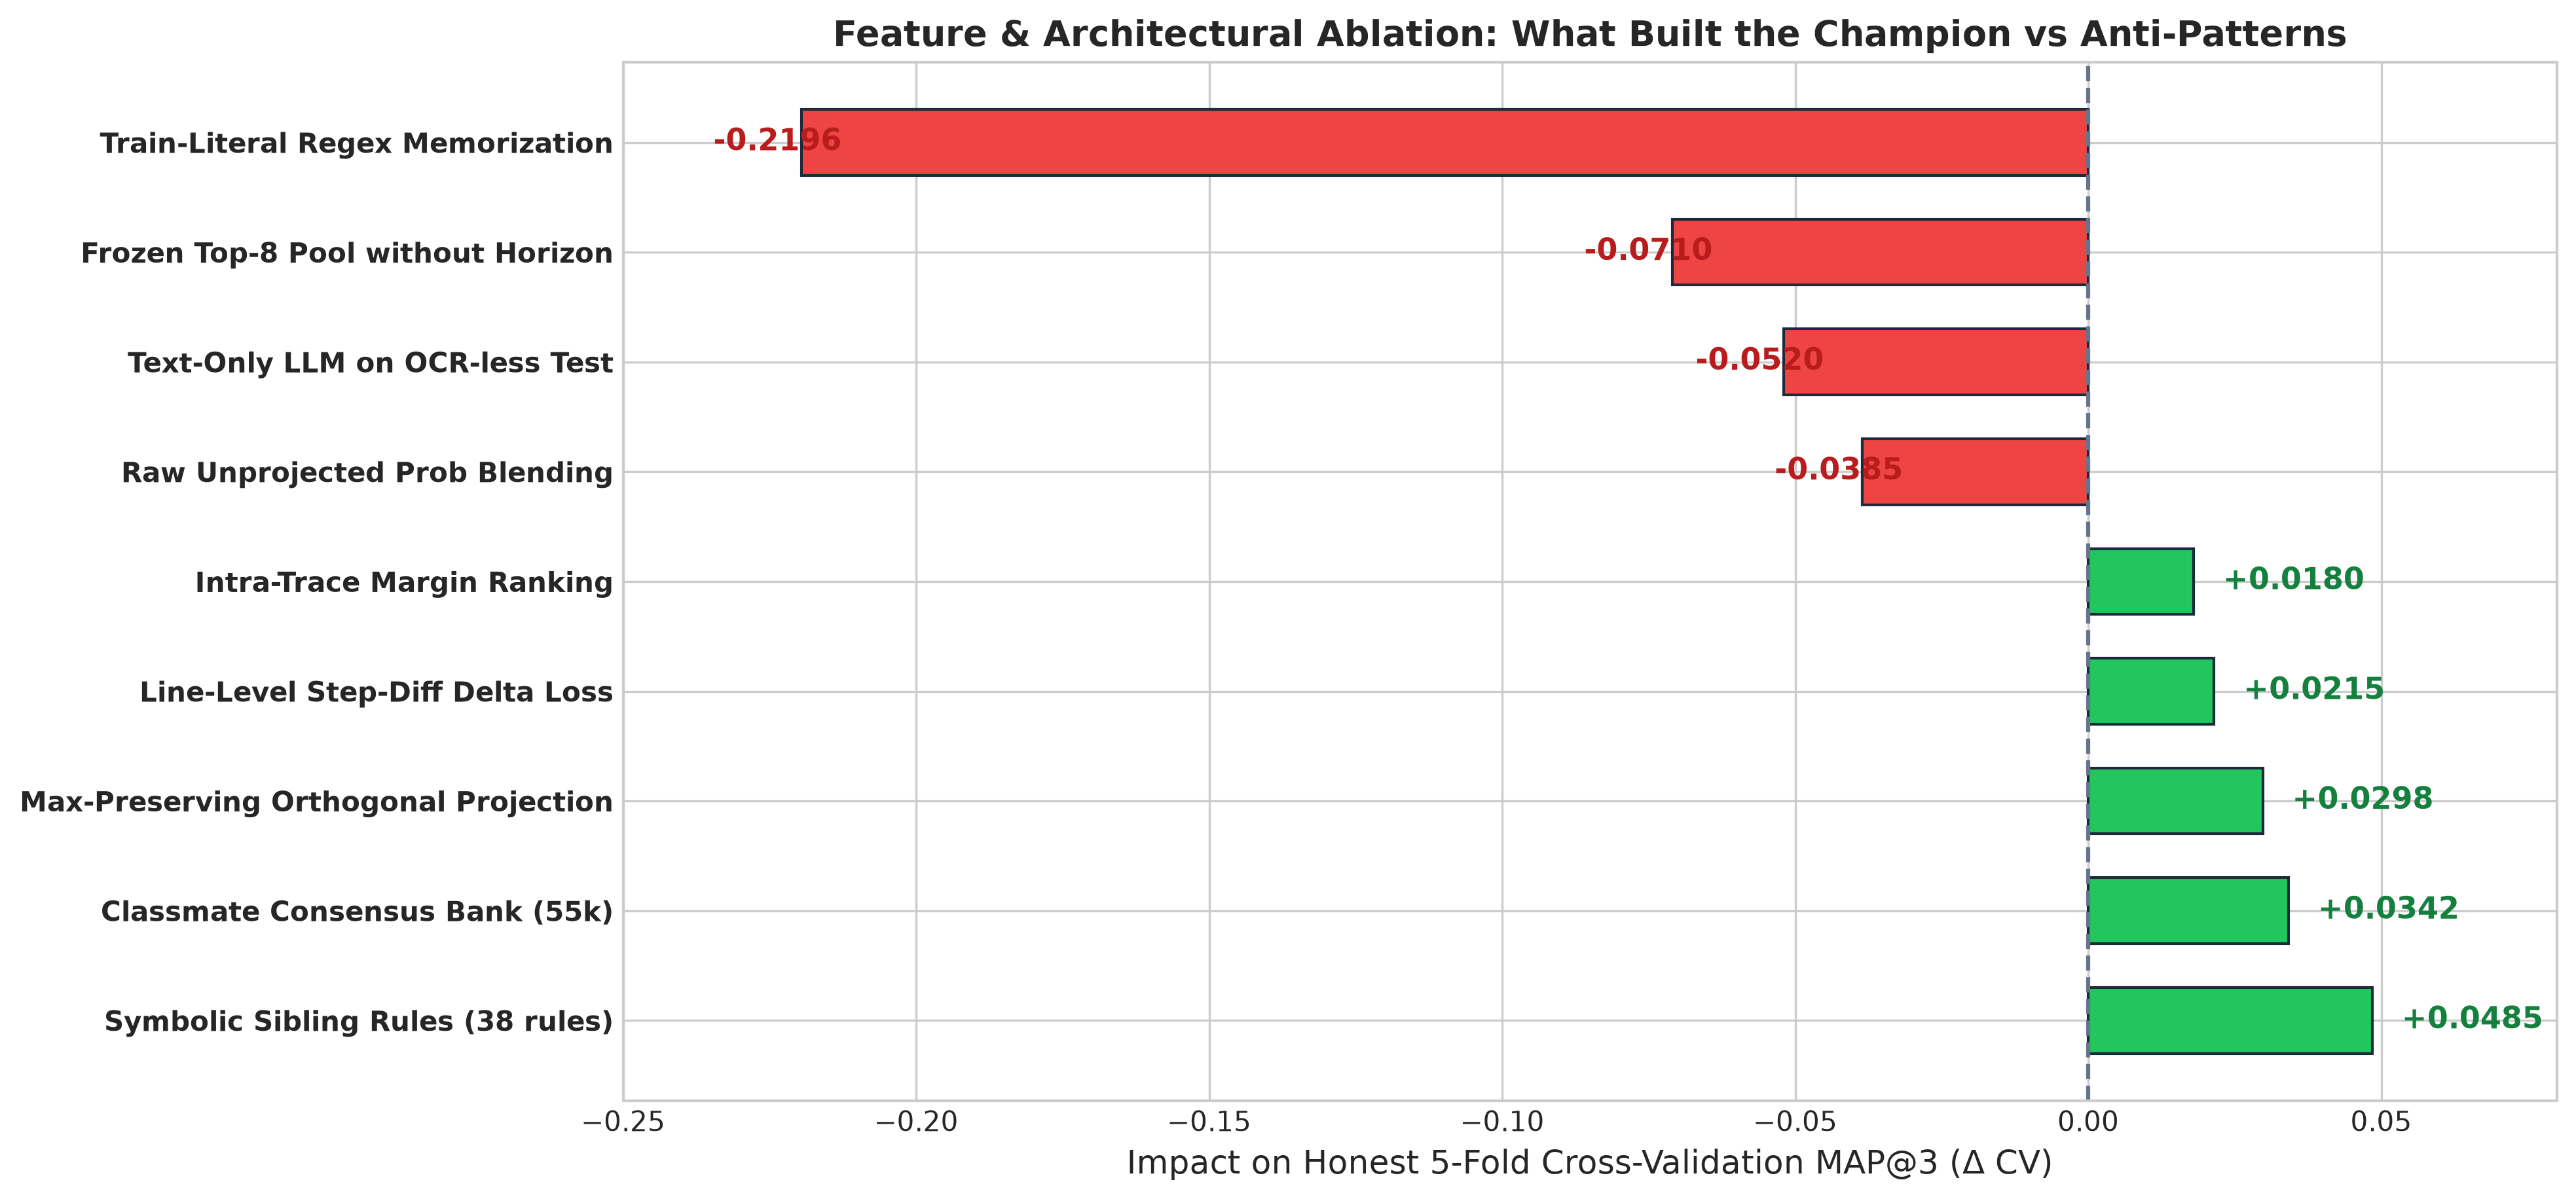 Feature & Architectural Ablation: What Built the Champion vs Anti-Patterns
Train-Literal Regex Memorization -0.2196
Frozen Top-8 Pool without Horizon -0.0710
Text-Only LLM on OCR-less Test -0.0520
Raw Unprojected Prob Blending -0.0385
Intra-Trace Margin Ranking +0.0180
Line-Level Step-Diff Delta Loss +0.0215
Max-Preserving Orthogonal Projection +0.0298
Classmate Consensus Bank (55k) +0.0342
Symbolic Sibling Rules (38 rules) +0.0485
−0.25 −0.20 −0.15 −0.10 −0.05 0.00 0.05
Impact on Honest 5-Fold Cross-Validation MAP@3 (Δ CV)